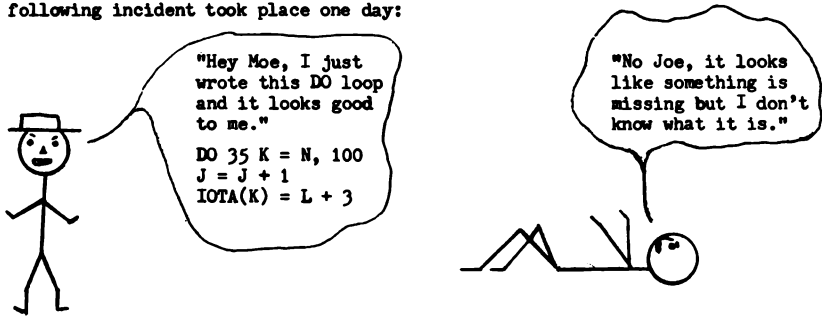 following incident took place one day:
"Hey Moe, I just
wrote this DO loop
and it looks good
to me."
DO 35 K = N, 100
J = J + 1
IOTA(K) = L + 3
"No Joe, it looks
like something is
missing but I don't
know what it is."